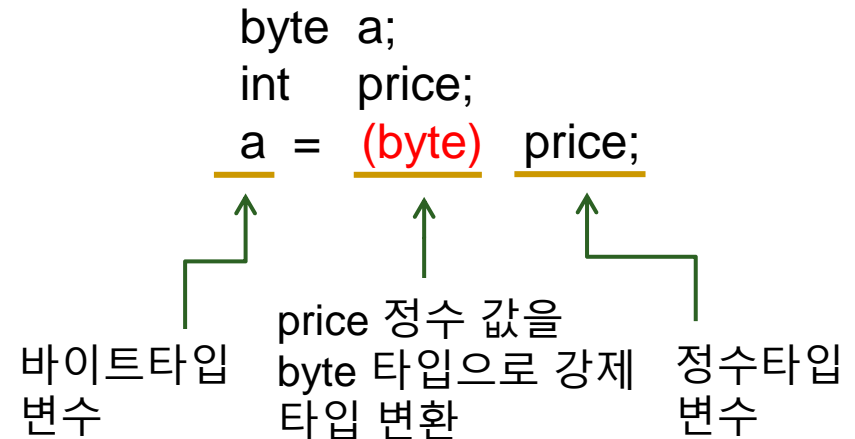 byte a;
int price;
a = (byte) price;
바이트타입
변수
price 정수 값을
byte 타입으로 강제
타입 변환
정수타입
변수